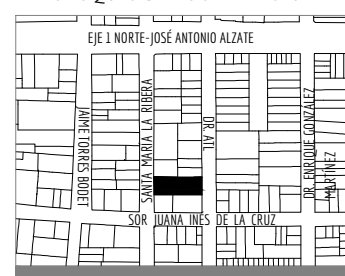 EJE 1 NORTE-JOSÉ ANTONIO ALZATE
JAIME TORRES BODET
SANTA MARÍA LA RIBERA
DR. ATL
DR. ENRIQUE GONZÁLEZ
MARTÍNEZ
SOR JUANA INÉS DE LA CRUZ